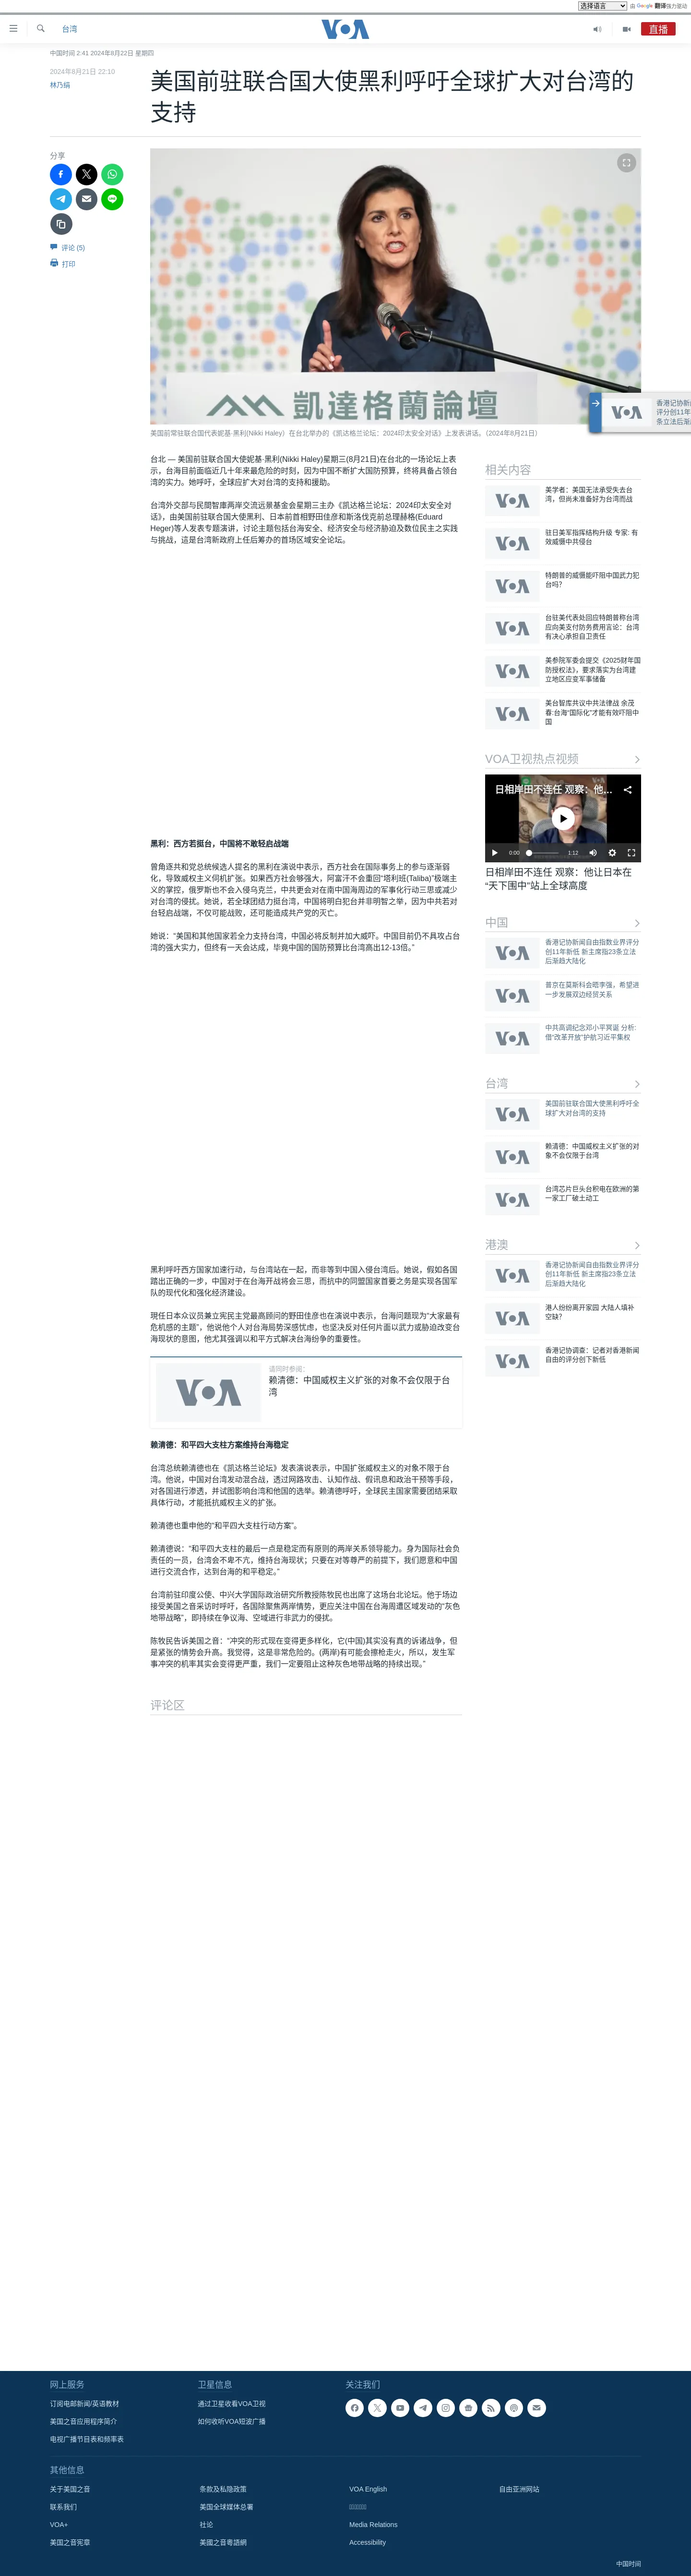 选择语言 由 Google 翻译强力驱动
台湾
VOA
直播
中国时间 2:41 2024年8月22日 星期四
2024年8月21日 22:10
林乃绢
美国前驻联合国大使黑利呼吁全球扩大对台湾的
支持
分享
评论 (5)
打印
凱達格蘭論壇
美国前常驻联合国代表妮基·黑利(Nikki Haley）在台北举办的《凯达格兰论坛：2024印太安全对话》上发表讲话。（2024年8月21日）
香港记协新
评分创11年
条立法后渐
台北 — 美国前驻联合国大使妮基·黑利(Nikki Haley)星期三(8月21日)在台北的一场论坛上表
示，台海目前面临近几十年来最危险的时刻，因为中国不断扩大国防预算，终将具备占领台
湾的实力。她呼吁，全球应扩大对台湾的支持和援助。
台湾外交部与民間智庫两岸交流远景基金会星期三主办《凯达格兰论坛：2024印太安全对
话》，由美国前驻联合国大使黑利、日本前首相野田佳彦和斯洛伐克前总理赫格(Eduard
Heger)等人发表专题演讲，讨论主题包括台海安全、经济安全与经济胁迫及数位民主之实践
与挑战，這是台湾新政府上任后筹办的首场区域安全论坛。
黑利：西方若挺台，中国将不敢轻启战端
曾角逐共和党总统候选人提名的黑利在演说中表示，西方社会在国际事务上的参与逐渐弱
化，导致威权主义伺机扩张。如果西方社会够强大，阿富汗不会重回“塔利班(Taliba)”极端主
义的掌控，俄罗斯也不会入侵乌克兰，中共更会对在南中国海周边的军事化行动三思或减少
对台湾的侵扰。她说，若全球团结力挺台湾，中国将明白犯台并非明智之举，因为中共若对
台轻启战端，不仅可能战败，还可能造成共产党的灭亡。
她说：“美国和其他国家若全力支持台湾，中国必将反制并加大威吓。中国目前仍不具攻占台
湾的强大实力，但终有一天会达成，毕竟中国的国防预算比台湾高出12-13倍。”
黑利呼吁西方国家加速行动，与台湾站在一起，而非等到中国入侵台湾后。她说，假如各国
踏出正确的一步，中国对于在台海开战将会三思，而抗中的同盟国家首要之务是实现各国军
队的现代化和强化经济建设。
现任日本众议员兼立宪民主党最高顾问的野田佳彦也在演说中表示，台海问题现为“大家最有
危机感的主题”，他说他个人对台海局势深感忧虑，也坚决反对任何片面以武力或胁迫改变台
海现状的意图，他尤其强调以和平方式解决台海纷争的重要性。
请同时参阅：
VOA
赖清德：中国威权主义扩张的对象不会仅限于台
湾
赖清德：和平四大支柱方案维持台海稳定
台湾总统赖清德也在《凯达格兰论坛》发表演说表示，中国扩张威权主义的对象不限于台
湾。他说，中国对台湾发动混合战，透过网路攻击、认知作战、假讯息和政治干预等手段，
对各国进行渗透，并试图影响台湾和他国的选举。赖清德呼吁，全球民主国家需要团结采取
具体行动，才能抵抗威权主义的扩张。
赖清德也重申他的“和平四大支柱行动方案”。
赖清德说：“和平四大支柱的最后一点是稳定而有原则的两岸关系领导能力。身为国际社会负
责任的一员，台湾会不卑不亢，维持台海现状；只要在对等尊严的前提下，我们愿意和中国
进行交流合作，达到台海的和平稳定。”
台湾前驻印度公使、中兴大学国际政治研究所教授陈牧民也出席了这场台北论坛。他于场边
接受美国之音采访时呼吁，各国除聚焦两岸情势，更应关注中国在台海周遭区域发动的“灰色
地带战略”，即持续在争议海、空域进行非武力的侵扰。
陈牧民告诉美国之音：“冲突的形式现在变得更多样化，它(中国)其实没有真的诉诸战争，但
是紧张的情势会升高。我觉得，这是非常危险的。(两岸)有可能会擦枪走火，所以，发生军
事冲突的机率其实会变得更严重，我们一定要阻止这种灰色地带战略的持续出现。”
评论区
相关内容
美学者：美国无法承受失去台
湾，但尚未准备好为台湾而战
驻日美军指挥结构升级 专家: 有
效威慑中共侵台
特朗普的威慑能吓阻中国武力犯
台吗?
台驻美代表处回应特朗普称台湾
应向美支付防务费用言论：台湾
有决心承担自卫责任
美参院军委会提交《2025财年国
防授权法》，要求落实为台湾建
立地区应变军事储备
美台智库共议中共法律战 余茂
春:台海“国际化”才能有效吓阻中
国
VOA卫视热点视频
日相岸田不连任 观察：他...
0:00 1:12
日相岸田不连任 观察：他让日本在
“天下围中”站上全球高度
中国
香港记协新闻自由指数业界评分
创11年新低 新主席指23条立法
后渐趋大陆化
普京在莫斯科会晤李强，希望进
一步发展双边经贸关系
中共高调纪念邓小平冥诞 分析:
借“改革开放”护航习近平集权
台湾
美国前驻联合国大使黑利呼吁全
球扩大对台湾的支持
赖清德：中国威权主义扩张的对
象不会仅限于台湾
台湾芯片巨头台积电在欧洲的第
一家工厂破土动工
港澳
香港记协新闻自由指数业界评分
创11年新低 新主席指23条立法
后渐趋大陆化
港人纷纷离开家园 大陆人填补
空缺?
香港记协调查：记者对香港新闻
自由的评分创下新低
网上服务
订阅电邮新闻/英语教材
美国之音应用程序简介
电视广播节目表和频率表
卫星信息
通过卫星收看VOA卫视
如何收听VOA短波广播
关注我们
其他信息
关于美国之音
条款及私隐政策
VOA English
自由亚洲网站
联系我们
美国全球媒体总署
VOA+
社论
Media Relations
美国之音宪章
美國之音粵語網
Accessibility
中国时间